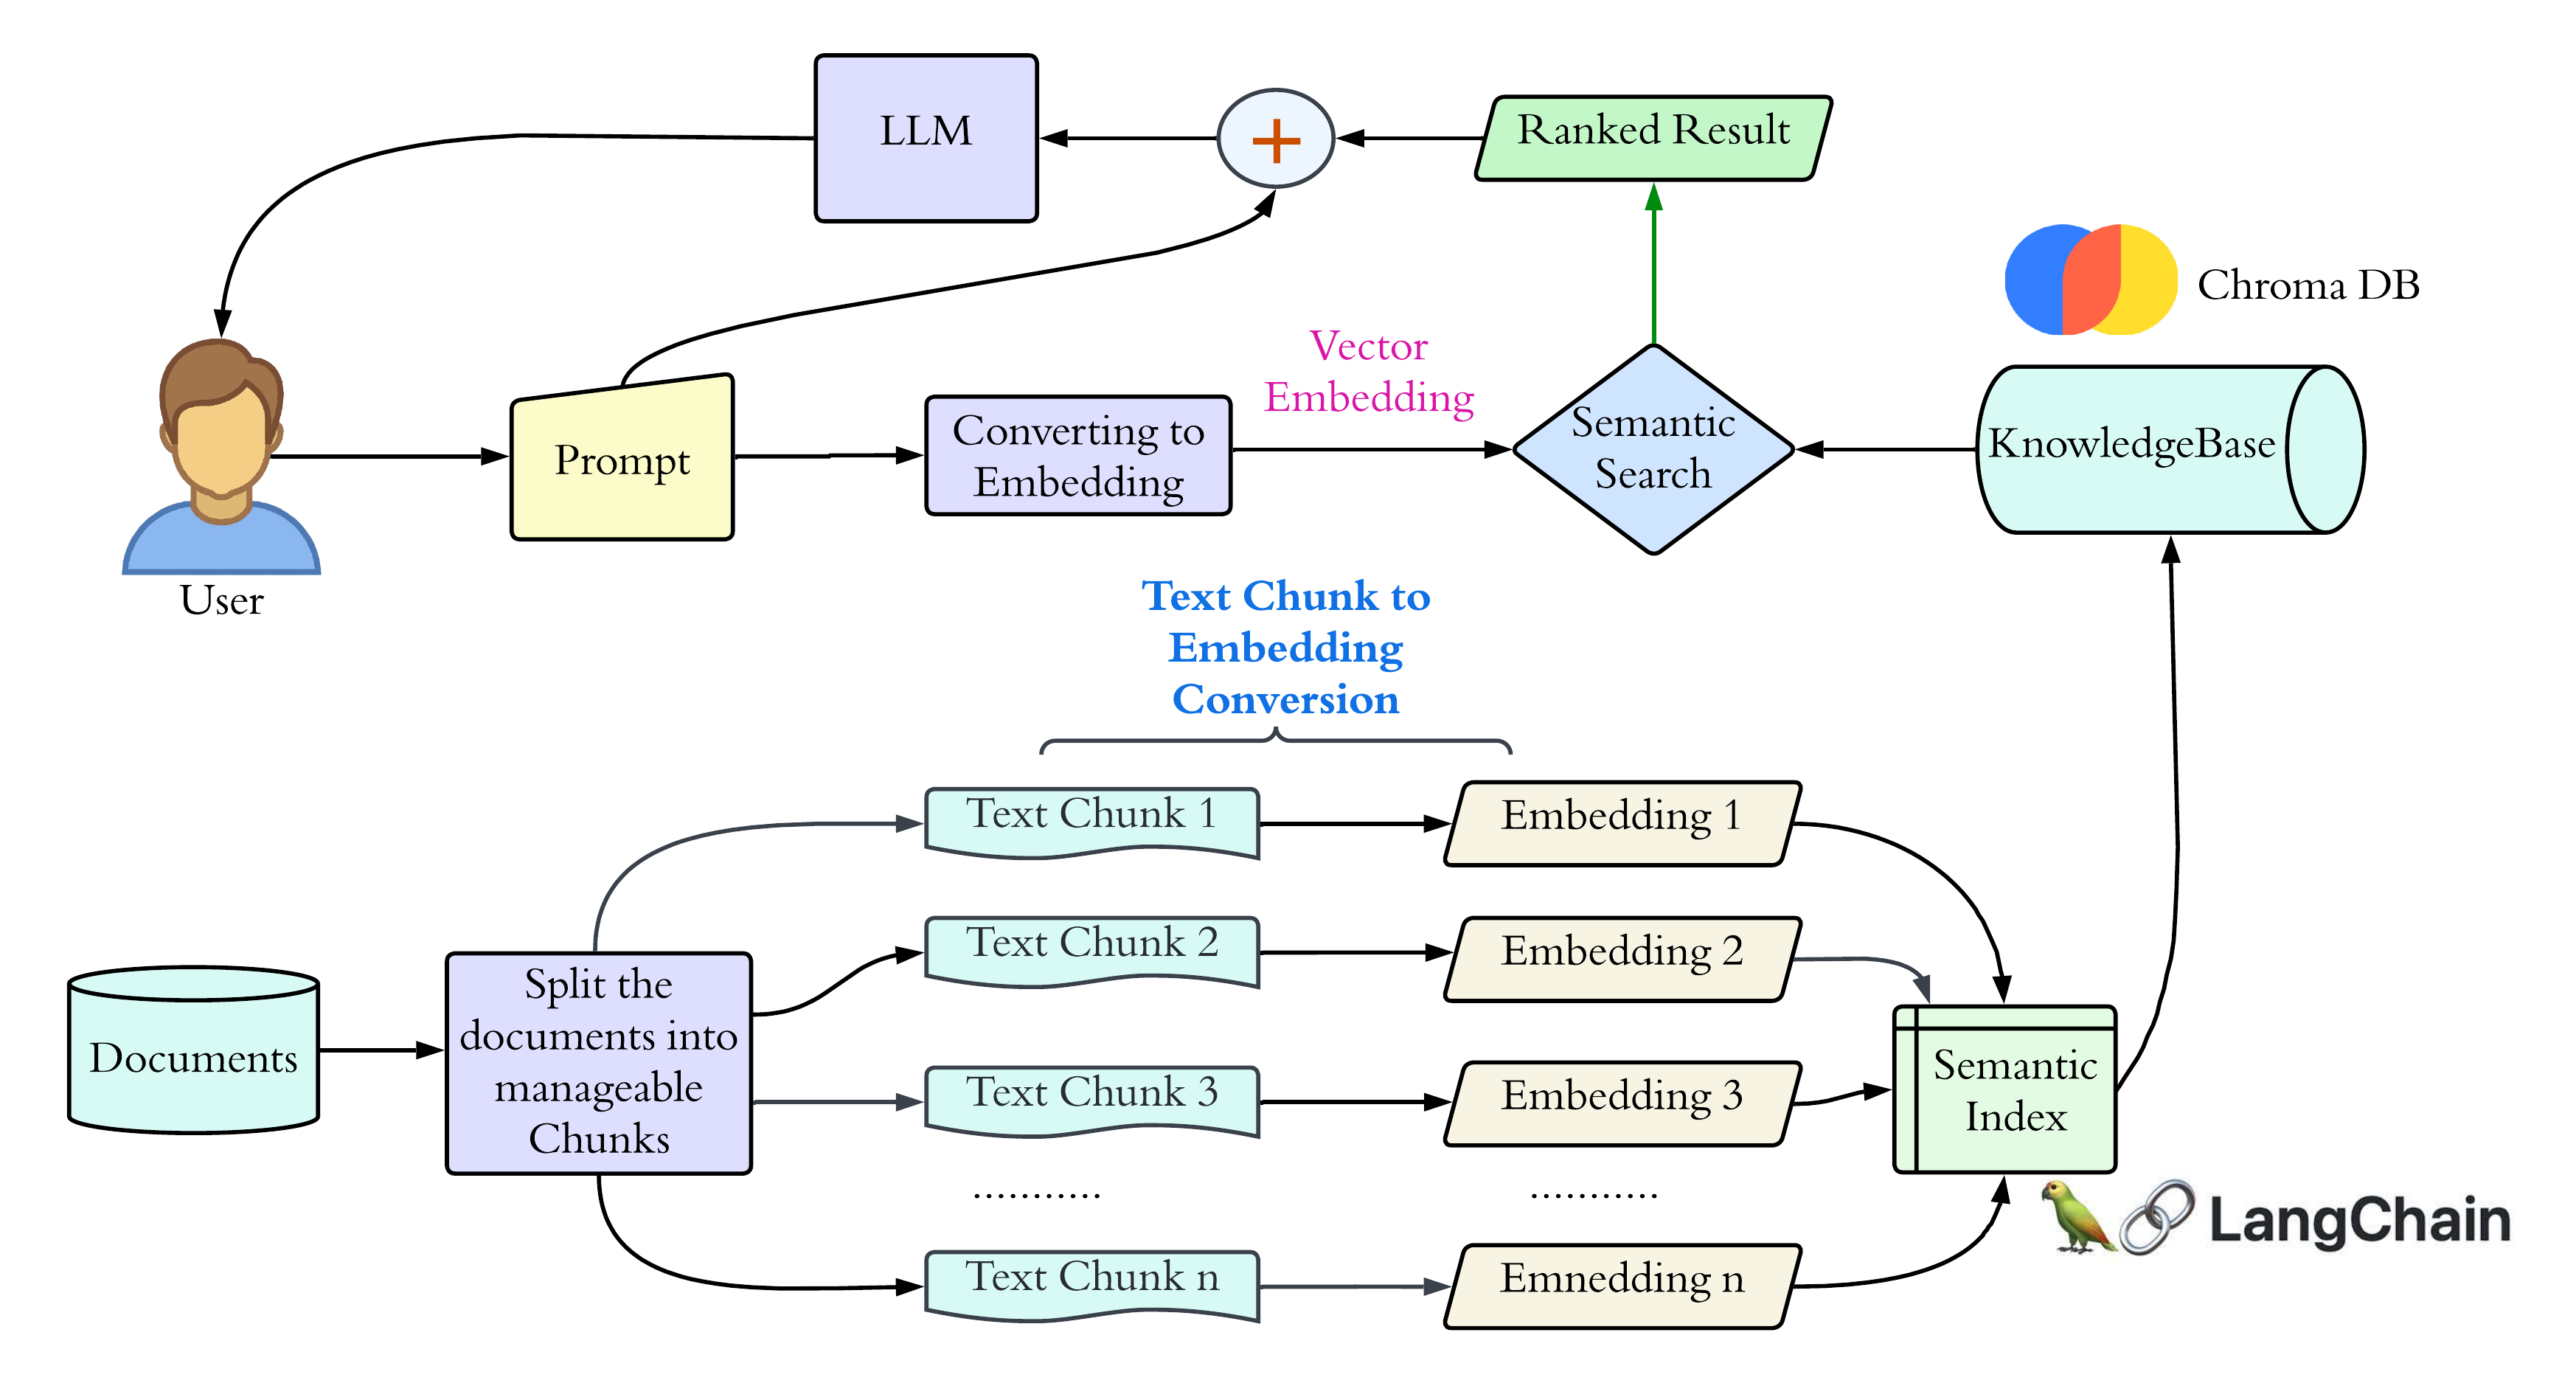 LLM
+
Ranked Result
Chroma DB
Vector
Embedding
Prompt
Converting to
Embedding
Semantic
Search
KnowledgeBase
User
Text Chunk to
Embedding
Conversion
Text Chunk 1
Embedding 1
Text Chunk 2
Embedding 2
Documents
Split the
documents into
manageable
Chunks
Text Chunk 3
Embedding 3
Semantic
Index
...........
...........
LangChain
Text Chunk n
Emnedding n